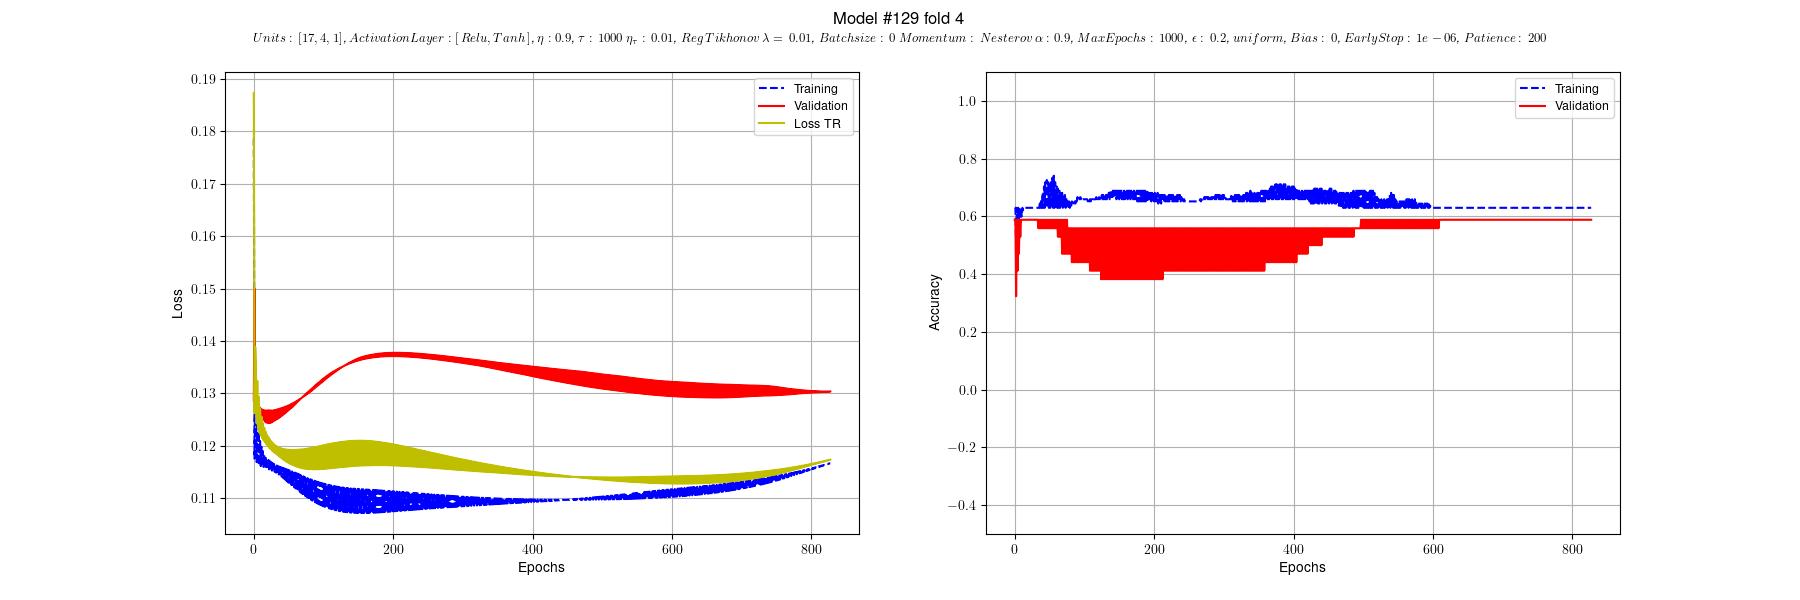 Model #129 fold 4
Units : [17, 4, 1], ActivationLayer : [ Relu, Tanh], η : 0.9, τ : 1000 ητ : 0.01, RegTikhonov λ = 0.01, Batchsize : 0 Momentum : Nesterov α : 0.9, MaxEpochs : 1000, ϵ : 0.2, uniform, Bias : 0, EarlyStop : 1e − 06, Patience : 200
Loss
0.19
0.18
0.17
0.16
0.15
0.14
0.13
0.12
0.11
0 200 400 600 800
Epochs
Training
Validation
Loss TR
Accuracy
1.0
0.8
0.6
0.4
0.2
0.0
−0.2
−0.4
0 200 400 600 800
Epochs
Training
Validation